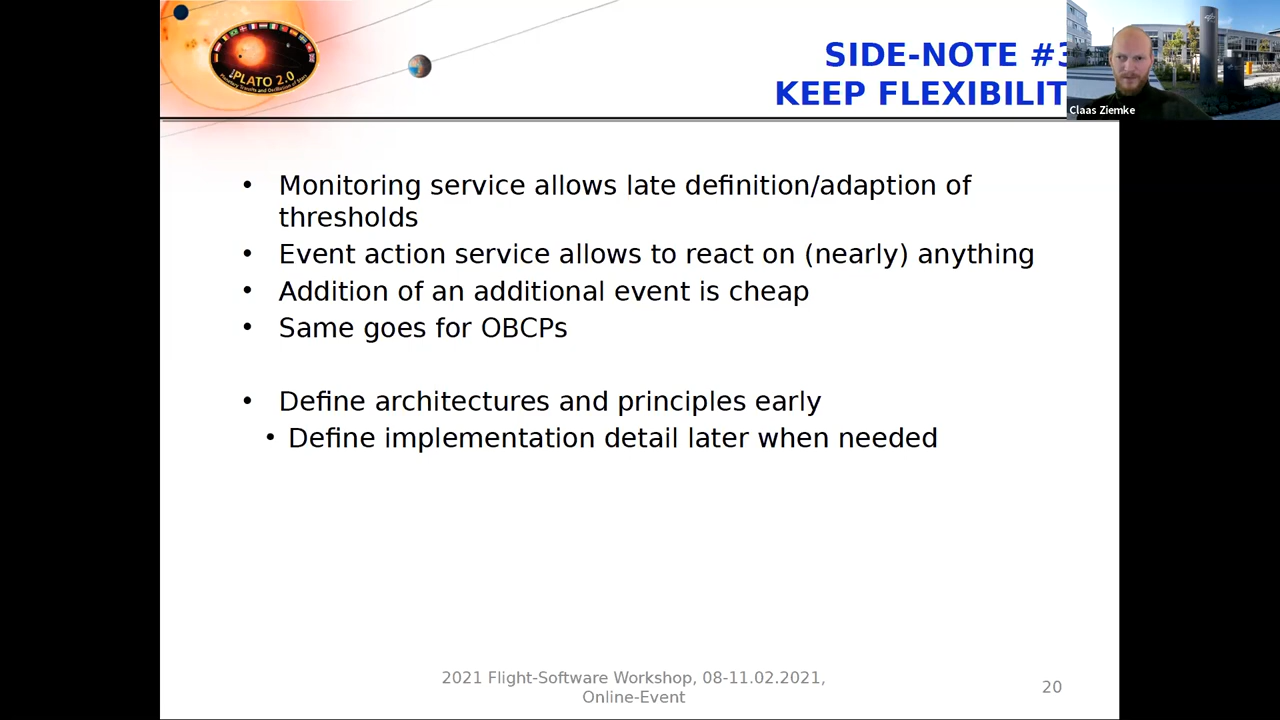 PLATO 2.0
SIDE-NOTE #3
KEEP FLEXIBILIT
Claas Ziemke
• Monitoring service allows late definition/adaption of
thresholds
• Event action service allows to react on (nearly) anything
• Addition of an additional event is cheap
• Same goes for OBCPs
• Define architectures and principles early
• Define implementation detail later when needed
2021 Flight-Software Workshop, 08-11.02.2021,
Online-Event
20